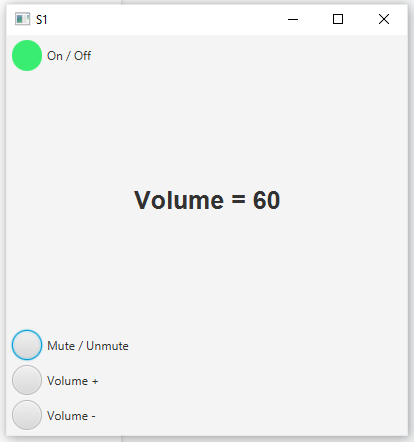 S1
On / Off
Volume = 60
Mute / Unmute
Volume +
Volume -